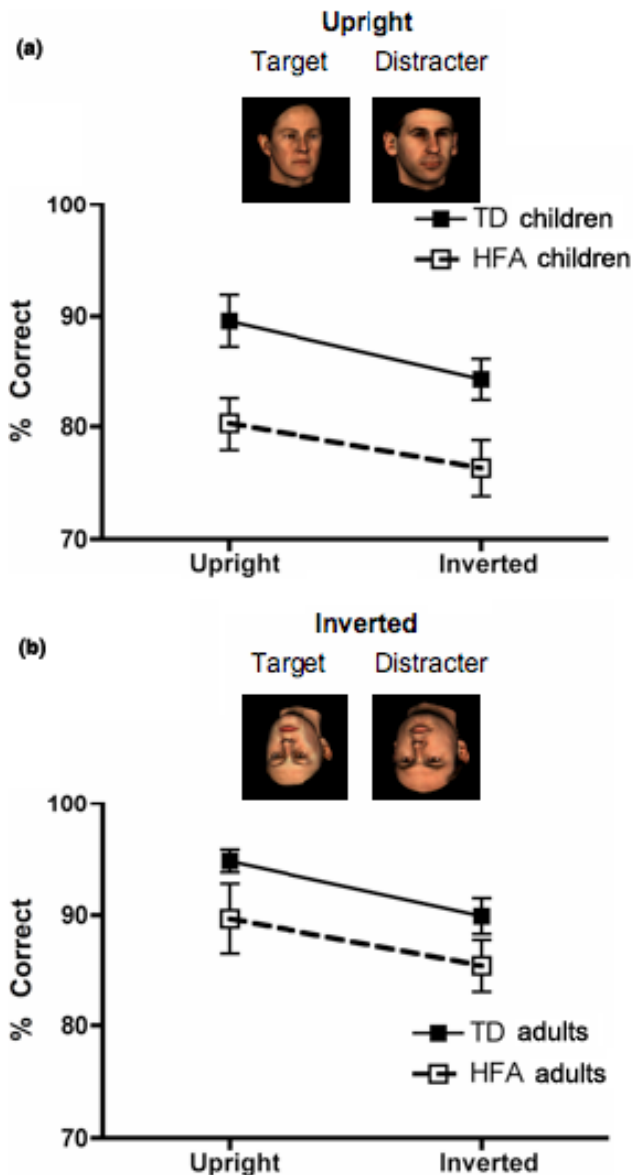 Upright
(a)
Target Distracter
100
TD children
HFA children
90
% Correct
80
70
Upright Inverted
Inverted
(b)
Target Distracter
100
90
% Correct
80
TD adults
HFA adults
70
Upright Inverted